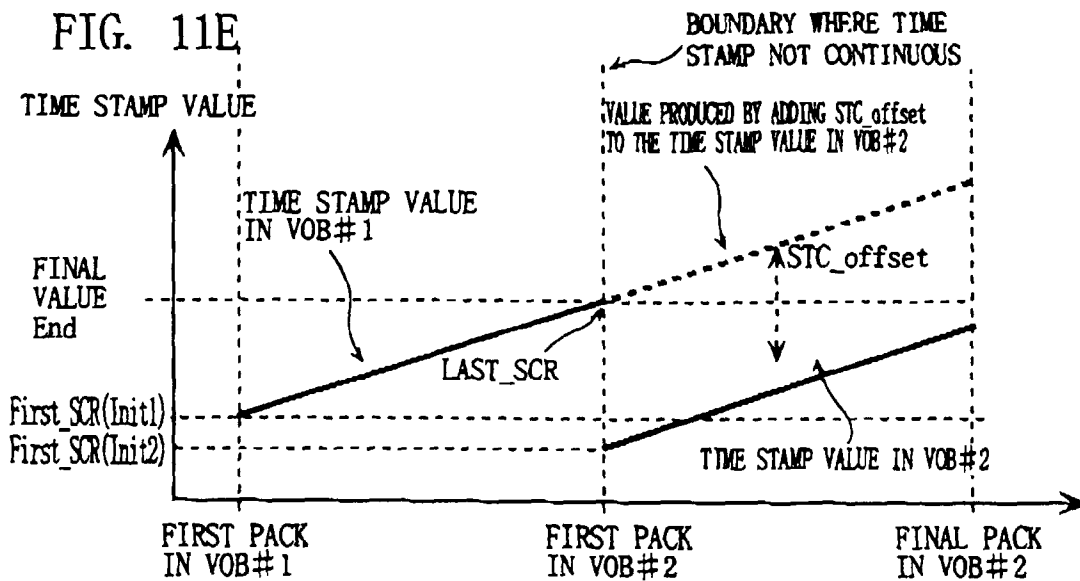 FIG. 11E
BOUNDARY WHERE TIME
STAMP NOT CONTINUOUS
TIME STAMP VALUE
VALUE PRODUCED BY ADDING STC_offset
TO THE TIME STAMP VALUE IN VOB#2
TIME STAMP VALUE
IN VOB#1
STC_offset
FINAL
VALUE
End
LAST_SCR
First_SCR(Init1)
First_SCR(Init2)
TIME STAMP VALUE IN VOB#2
FIRST PACK
IN VOB#1
FIRST PACK
IN VOB#2
FINAL PACK
IN VOB#2